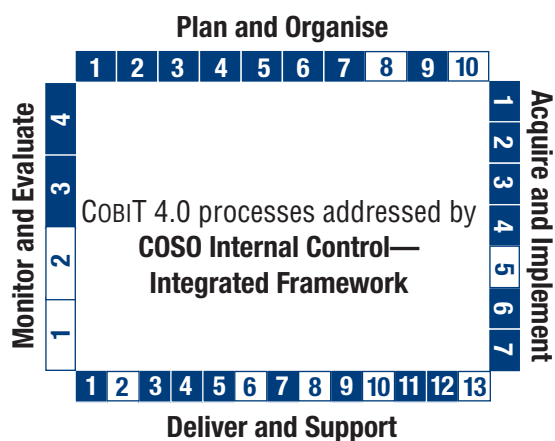 Plan and Organise
1 2 3 4 5 6 7 8 9 10
Monitor and Evaluate
4
3
2
1
COBIT 4.0 processes addressed by
COSO Internal Control—
Integrated Framework
Acquire and Implement
1
2
3
4
5
6
7
1 2 3 4 5 6 7 8 9 10 11 12 13
Deliver and Support